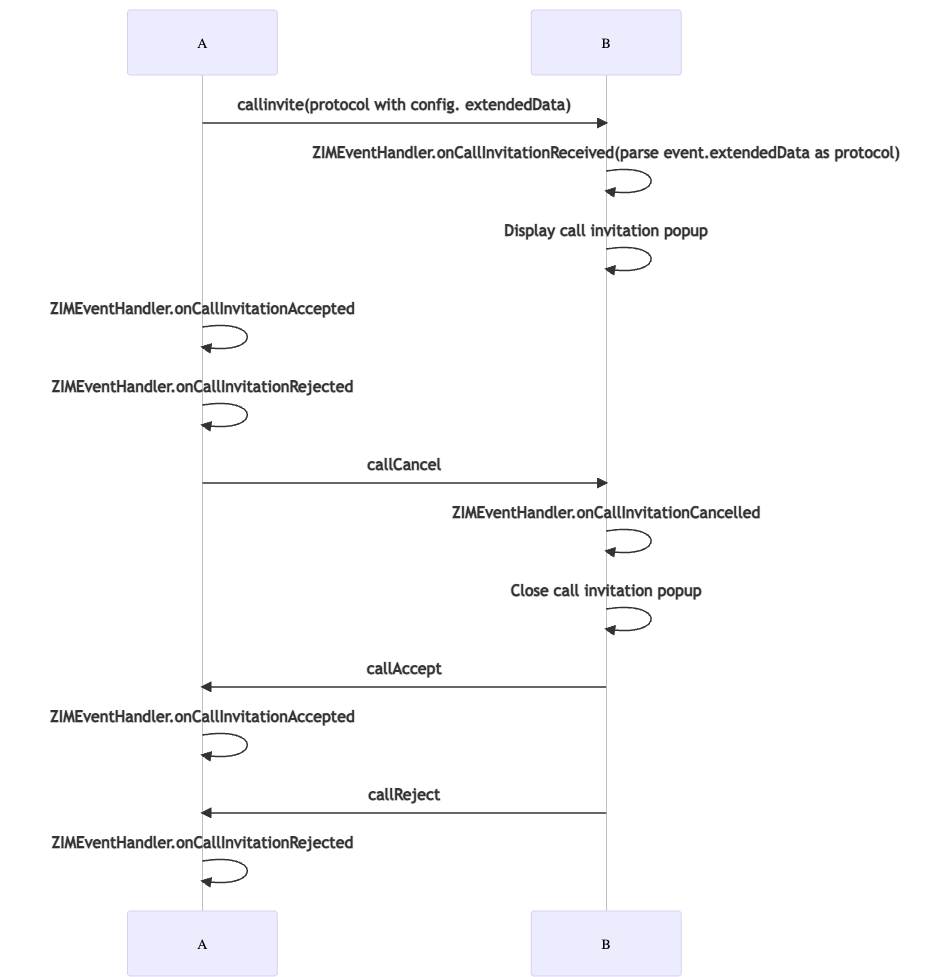 A
B
callinvite(protocol with config. extendedData)
ZIMEventHandler.onCallInvitationReceived(parse event.extendedData as protocol)
Display call invitation popup
ZIMEventHandler.onCallInvitationAccepted
ZIMEventHandler.onCallInvitationRejected
callCancel
ZIMEventHandler.onCallInvitationCancelled
Close call invitation popup
callAccept
ZIMEventHandler.onCallInvitationAccepted
callReject
ZIMEventHandler.onCallInvitationRejected
A
B